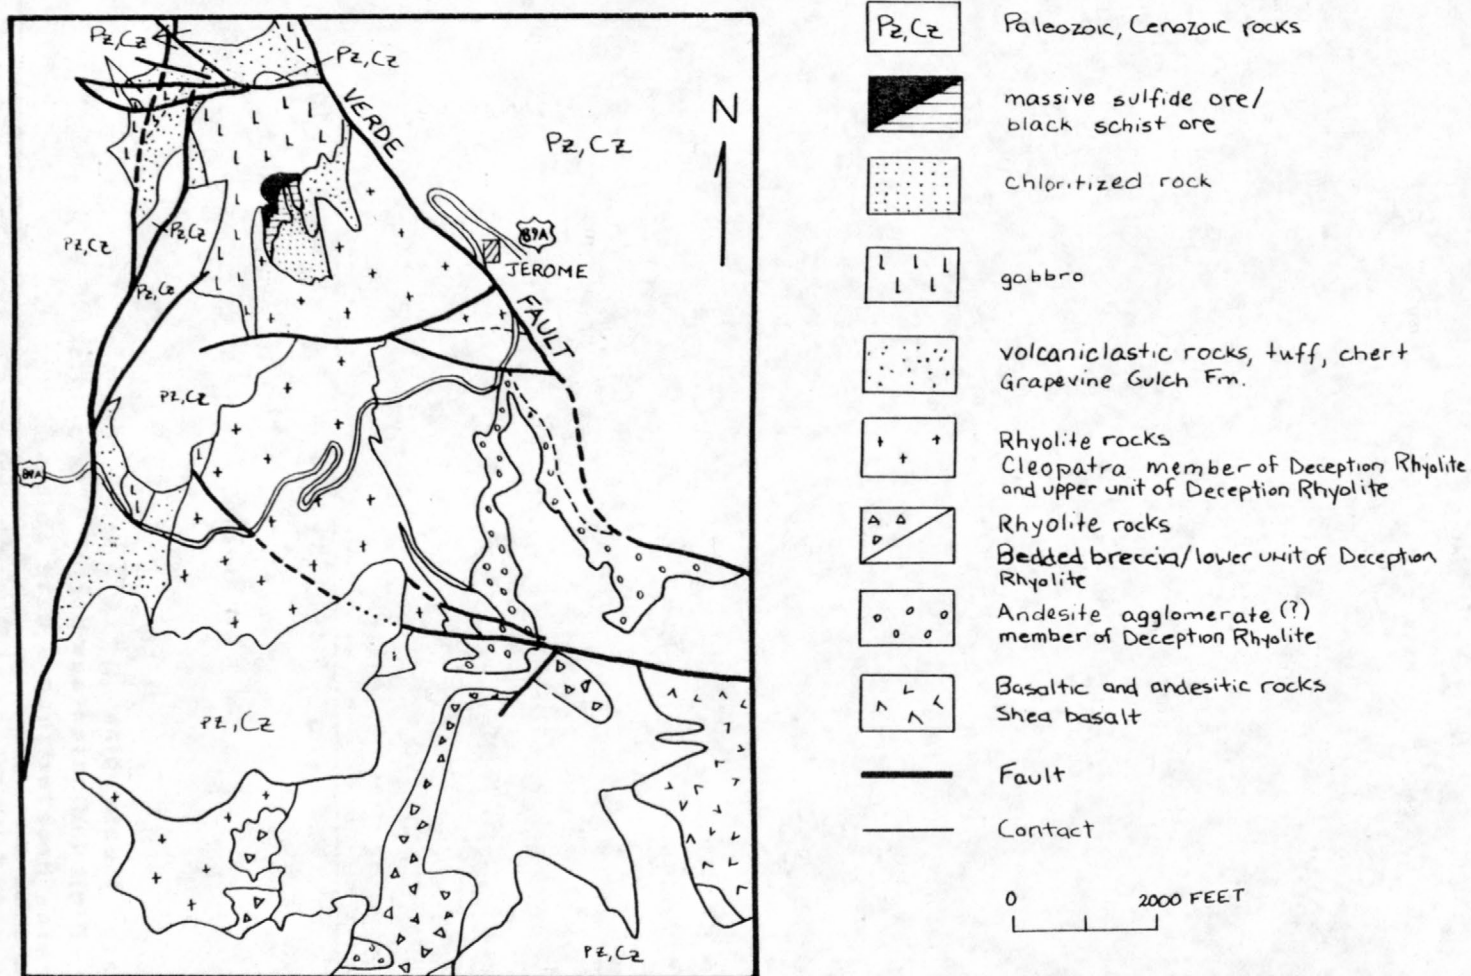 Pz,Cz
Pz,Cz
VERDE
FAULT
N
Pz,Cz
Pz,Cz
Pz,Cz
Pz,Cz
89A
JEROME
Pz,Cz
89A
Pz,Cz
Pz,Cz
Pz,Cz Paleozoic, Cenozoic rocks
massive sulfide ore/
black schist ore
chloritized rock
gabbro
volcaniclastic rocks, tuff, chert
Grapevine Gulch Fm.
Rhyolite rocks
Cleopatra member of Deception Rhyolite
and upper unit of Deception Rhyolite
Rhyolite rocks
Bedded breccia/lower unit of Deception
Rhyolite
Andesite agglomerate (?)
member of Deception Rhyolite
Basaltic and andesitic rocks
Shea basalt
Fault
Contact
0 2000 FEET